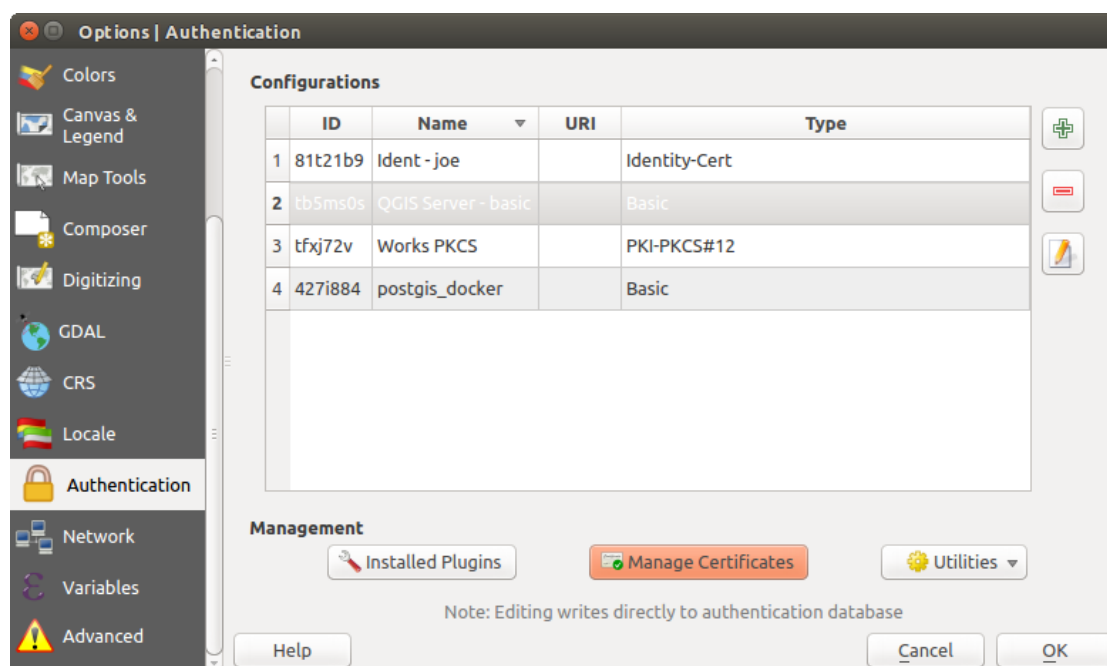 Options | Authentication
Colors
Canvas &
Legend
Map Tools
Composer
Digitizing
GDAL
CRS
Locale
Authentication
Network
Variables
Advanced
Configurations
ID Name URI Type
1 81t21b9 Ident - joe Identity-Cert
2 tb5ms0s QGIS Server - basic Basic
3 tfxj72v Works PKCS PKI-PKCS#12
4 427i884 postgis_docker Basic
Management
Installed Plugins Manage Certificates Utilities
Note: Editing writes directly to authentication database
Help Cancel OK